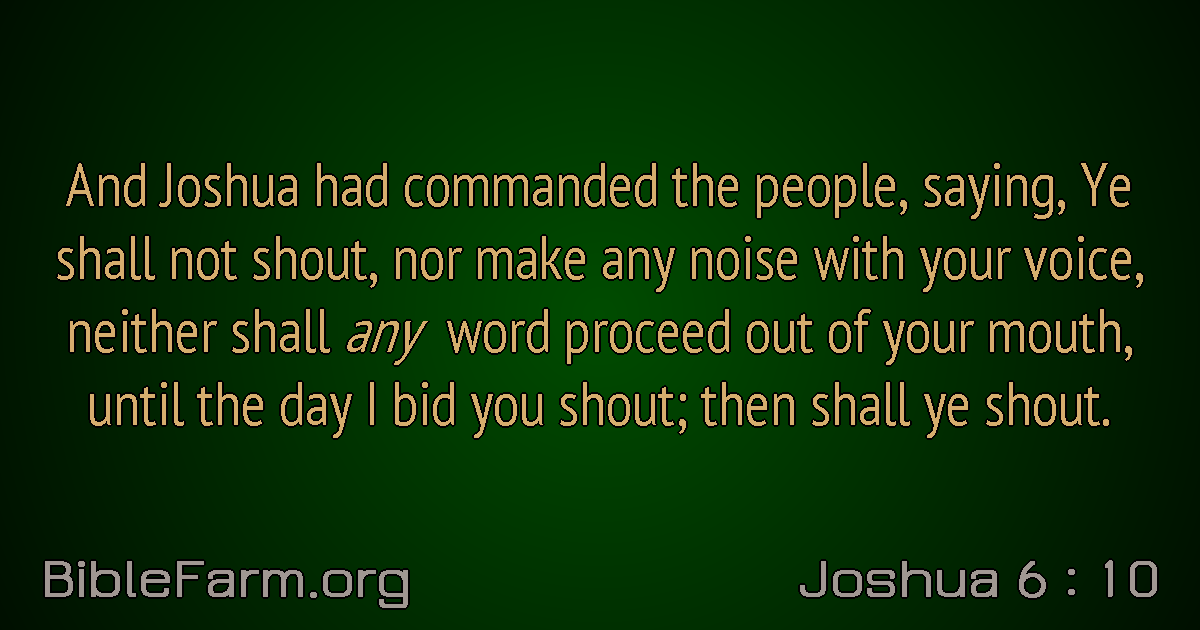 And Joshua had commanded the people, saying, Ye
shall not shout, nor make any noise with your voice,
neither shall any word proceed out of your mouth,
until the day I bid you shout; then shall ye shout.
BibleFarm.org
Joshua 6 : 10